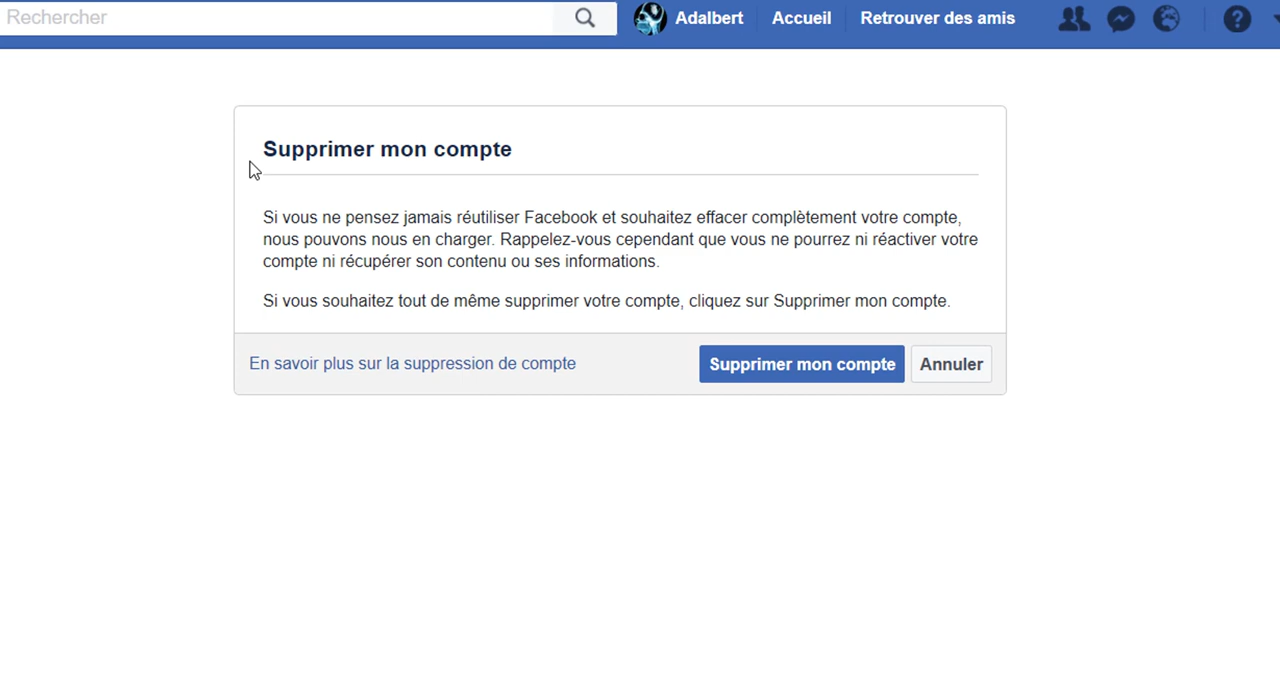 Rechercher
Adalbert Accueil Retrouver des amis
Supprimer mon compte
Si vous ne pensez jamais réutiliser Facebook et souhaitez effacer complètement votre compte,
nous pouvons nous en charger. Rappelez-vous cependant que vous ne pourrez ni réactiver votre
compte ni récupérer son contenu ou ses informations.
Si vous souhaitez tout de même supprimer votre compte, cliquez sur Supprimer mon compte.
En savoir plus sur la suppression de compte
Supprimer mon compte
Annuler